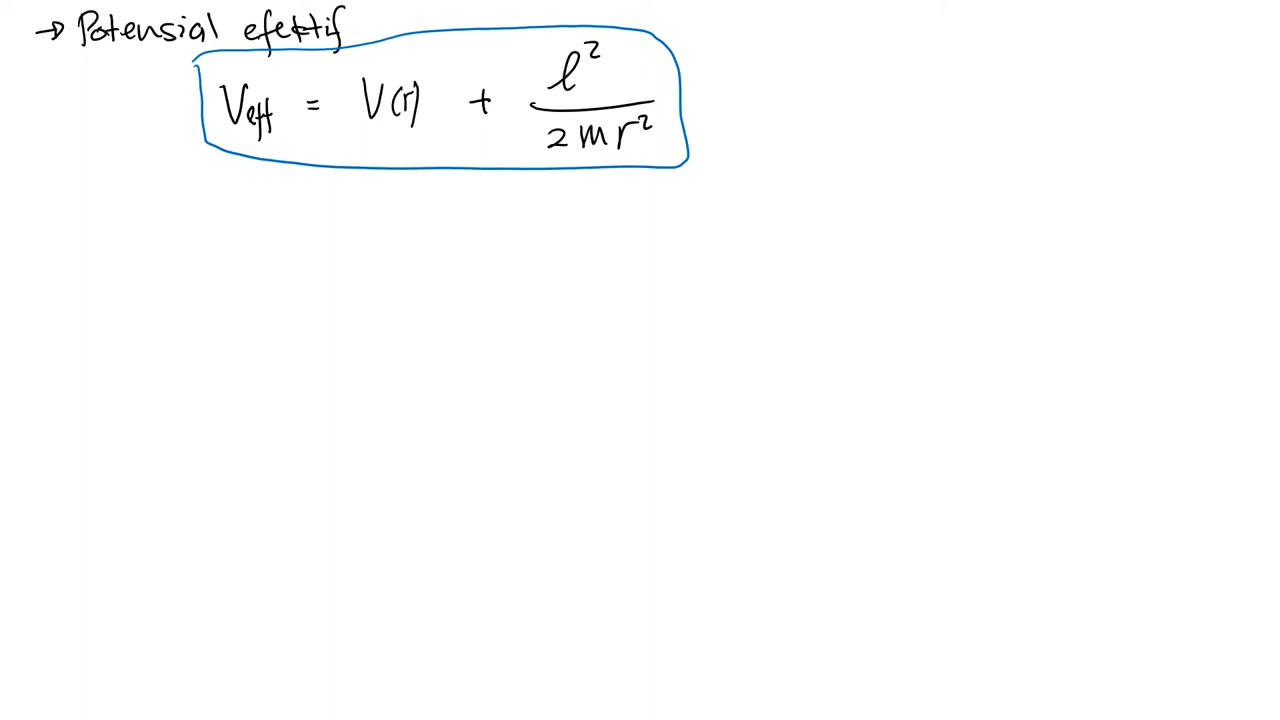 → Potensial efektif
V_eff = V(r) + l² / 2mr²